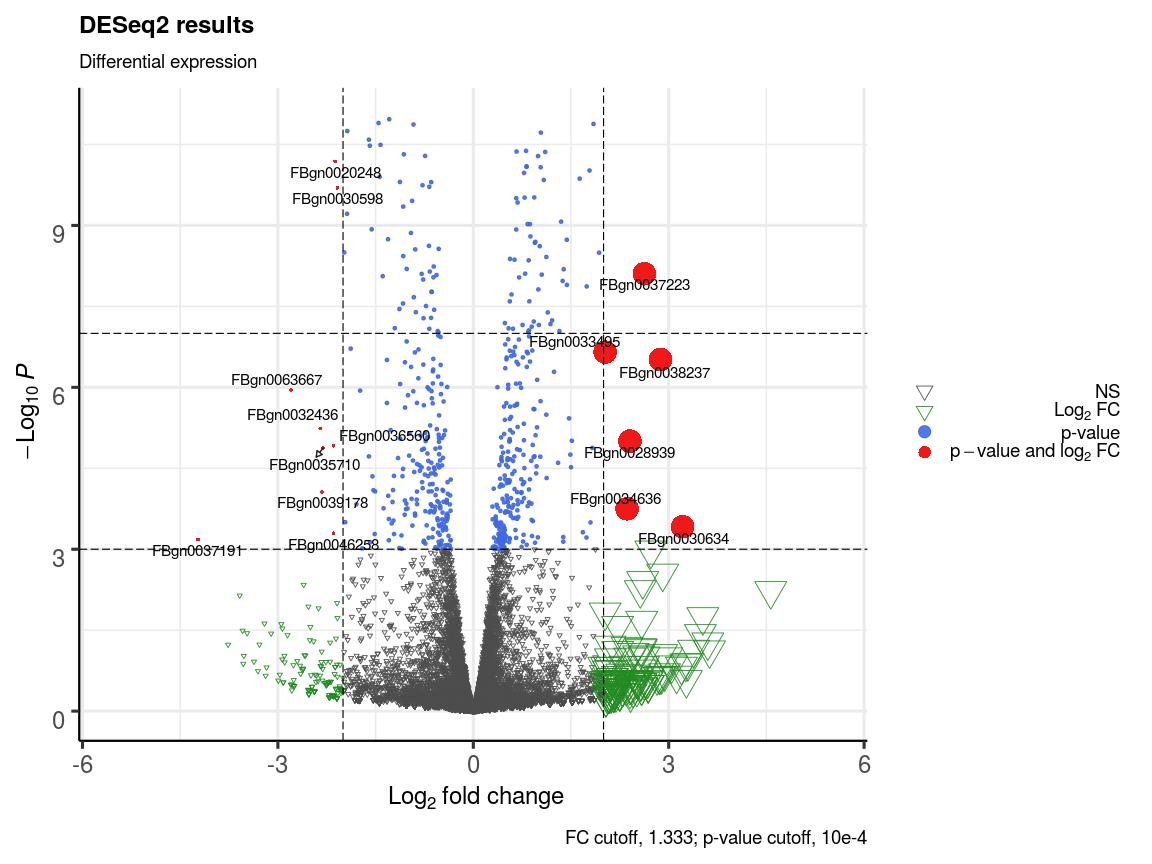 DESeq2 results
Differential expression
− Log10 P
9
6
3
0
FBgn0020248
FBgn0030598
FBgn0037223
FBgn0033495
FBgn0038237
FBgn0063667
FBgn0032436
FBgn0036560
FBgn0028939
FBgn0035710
FBgn0034636
FBgn0039178
FBgn0030634
FBgn0046258
FBgn0037191
-6
-3
0
3
6
Log2 fold change
NS
Log2 FC
p-value
p − value and log2 FC
FC cutoff, 1.333; p-value cutoff, 10e-4